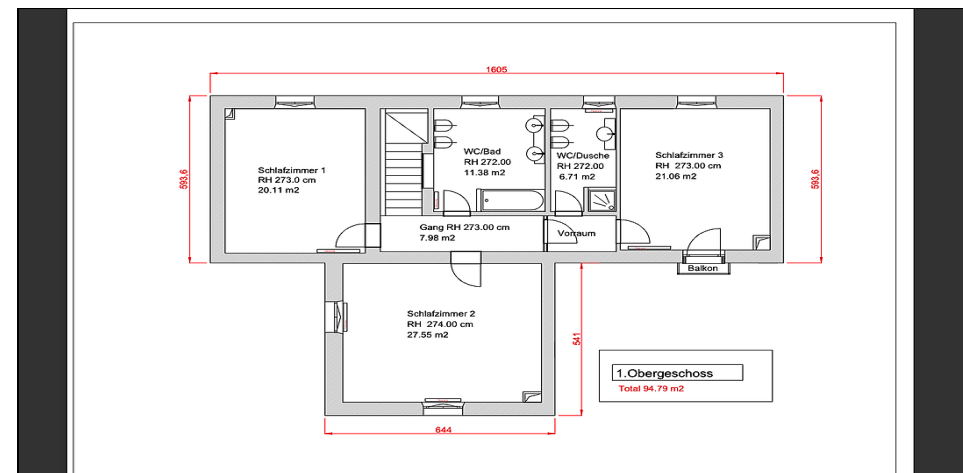 1605
593,6
593,6
Schlafzimmer 1
RH 273.0 cm
20.11 m2
WC/Bad
RH 272.00
11.38 m2
WC/Dusche
RH 272.00
6.71 m2
Schlafzimmer 3
RH 273.00 cm
21.06 m2
Gang RH 273.00 cm
7.98 m2
Vorraum
Balkon
Schlafzimmer 2
RH 274.00 cm
27.55 m2
541
644
1.Obergeschoss
Total 94.79 m2